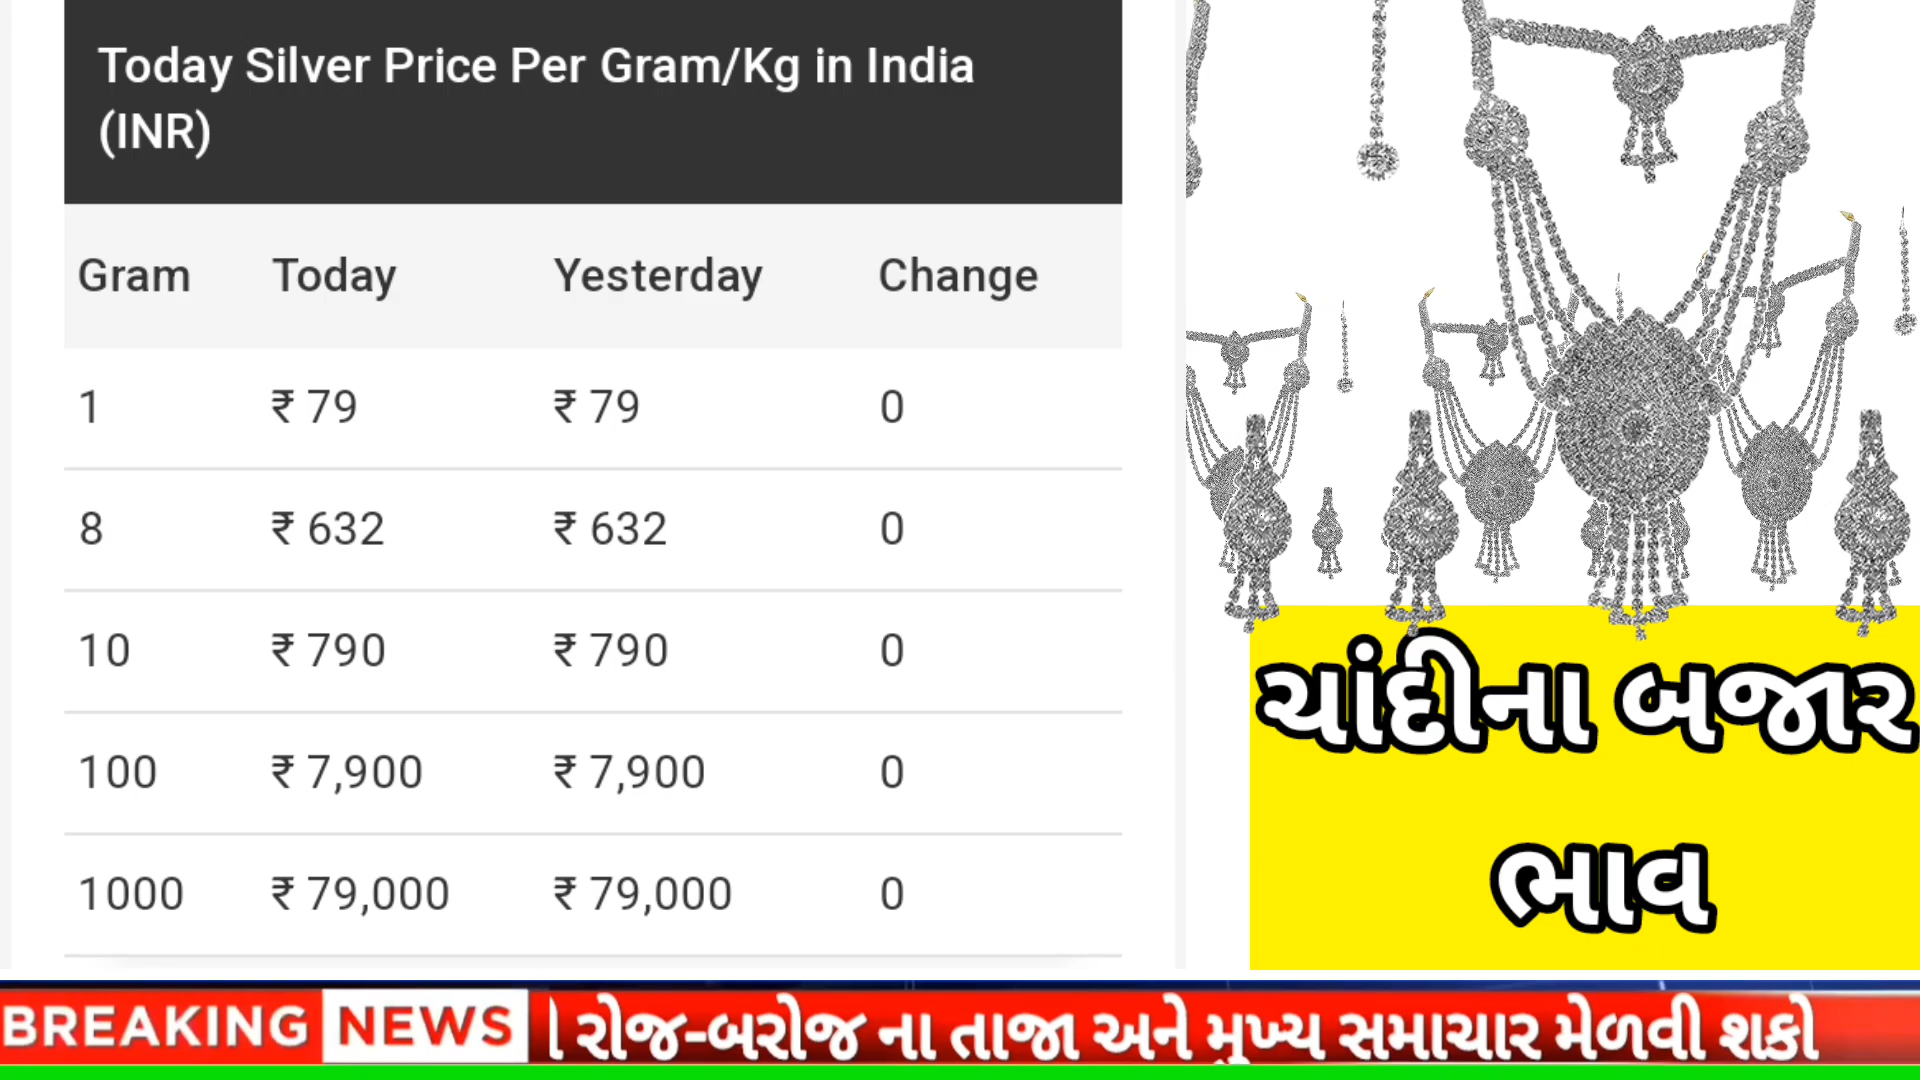 Today Silver Price Per Gram/Kg in India
(INR)
Gram Today Yesterday Change
1 ₹ 79 ₹ 79 0
8 ₹ 632 ₹ 632 0
10 ₹ 790 ₹ 790 0
100 ₹ 7,900 ₹ 7,900 0
1000 ₹ 79,000 ₹ 79,000 0
ચાંદીના બજાર
ભાવ
BREAKING NEWS રોજ-બરોજ ના તાજા અને મુખ્ય સમાચાર મેળવી શકો